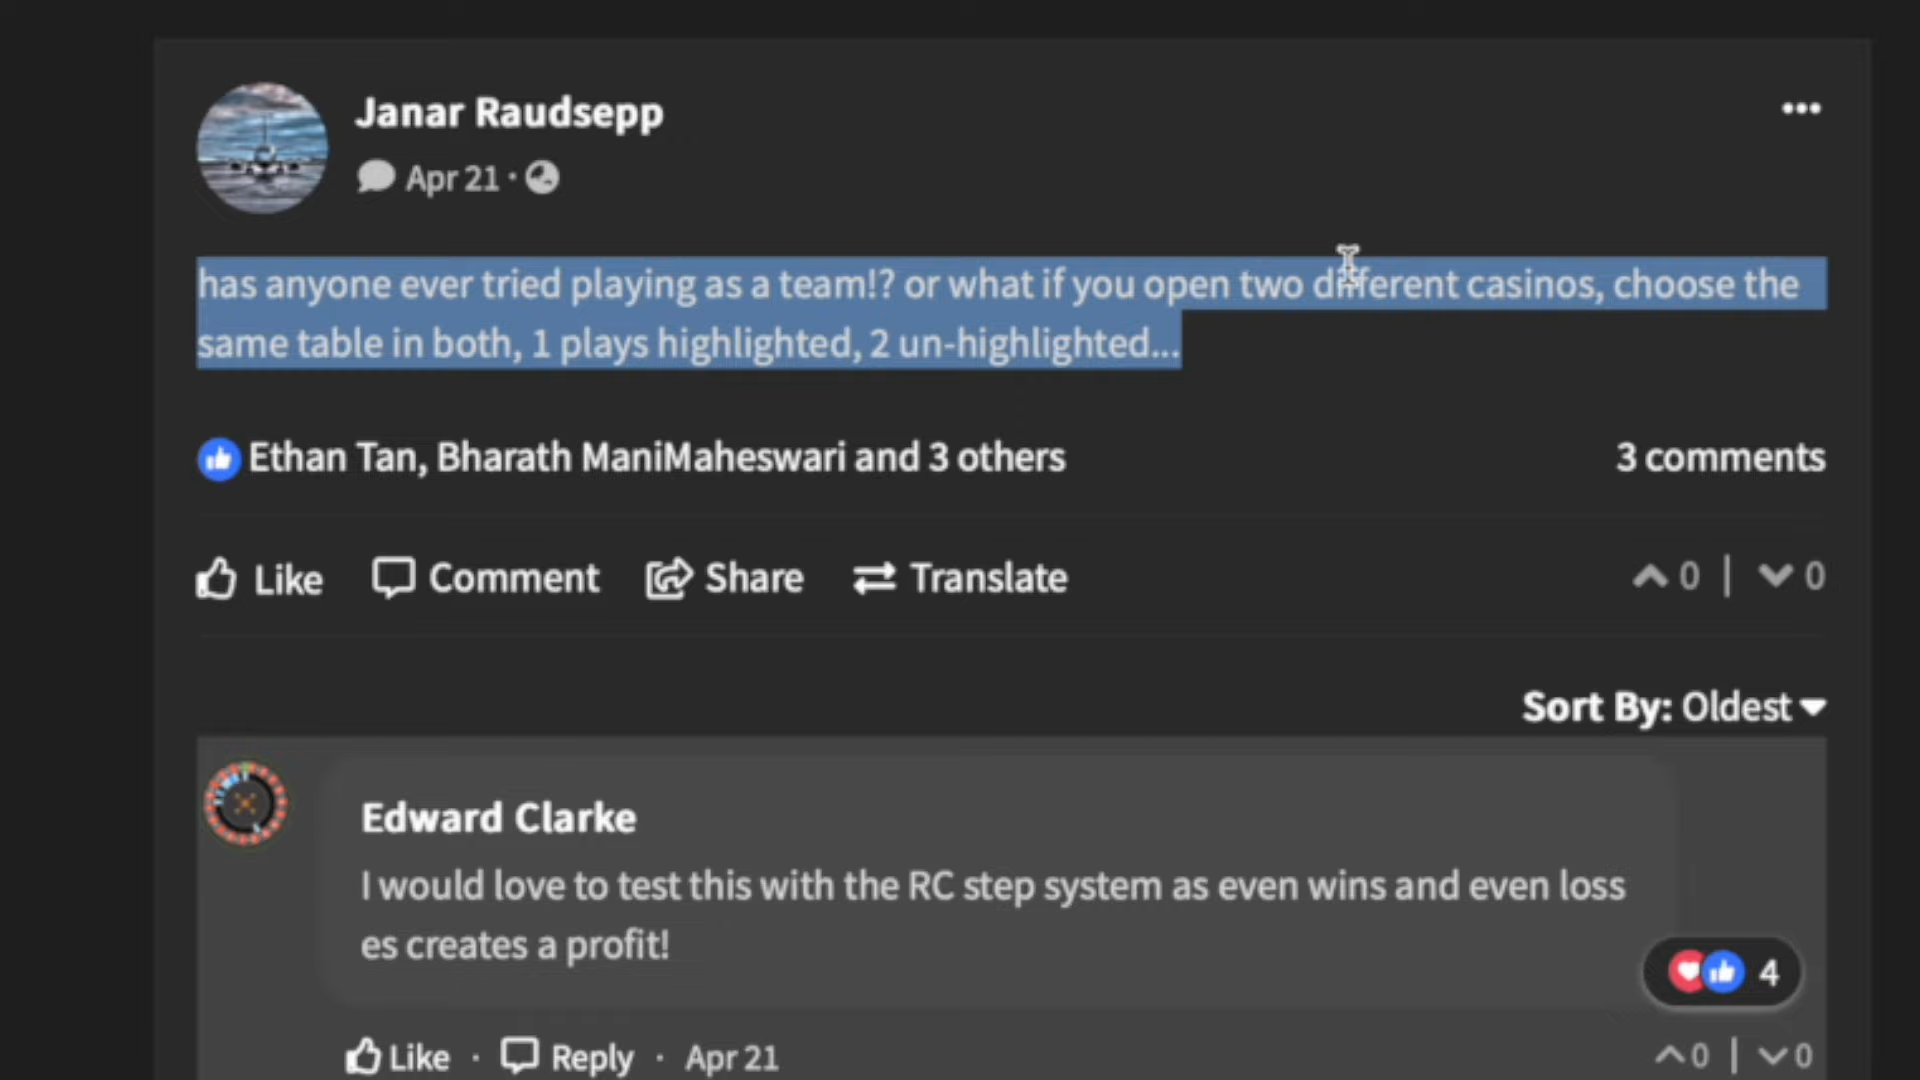 Janar Raudsepp
Apr 21 ·
has anyone ever tried playing as a team!? or what if you open two different casinos, choose the
same table in both, 1 plays highlighted, 2 un-highlighted...
Ethan Tan, Bharath ManiMaheswari and 3 others
3 comments
Like
Comment
Share
Translate
0 | 0
Sort By: Oldest
Edward Clarke
I would love to test this with the RC step system as even wins and even loss
es creates a profit!
4
Like · Reply · Apr 21
0 | 0